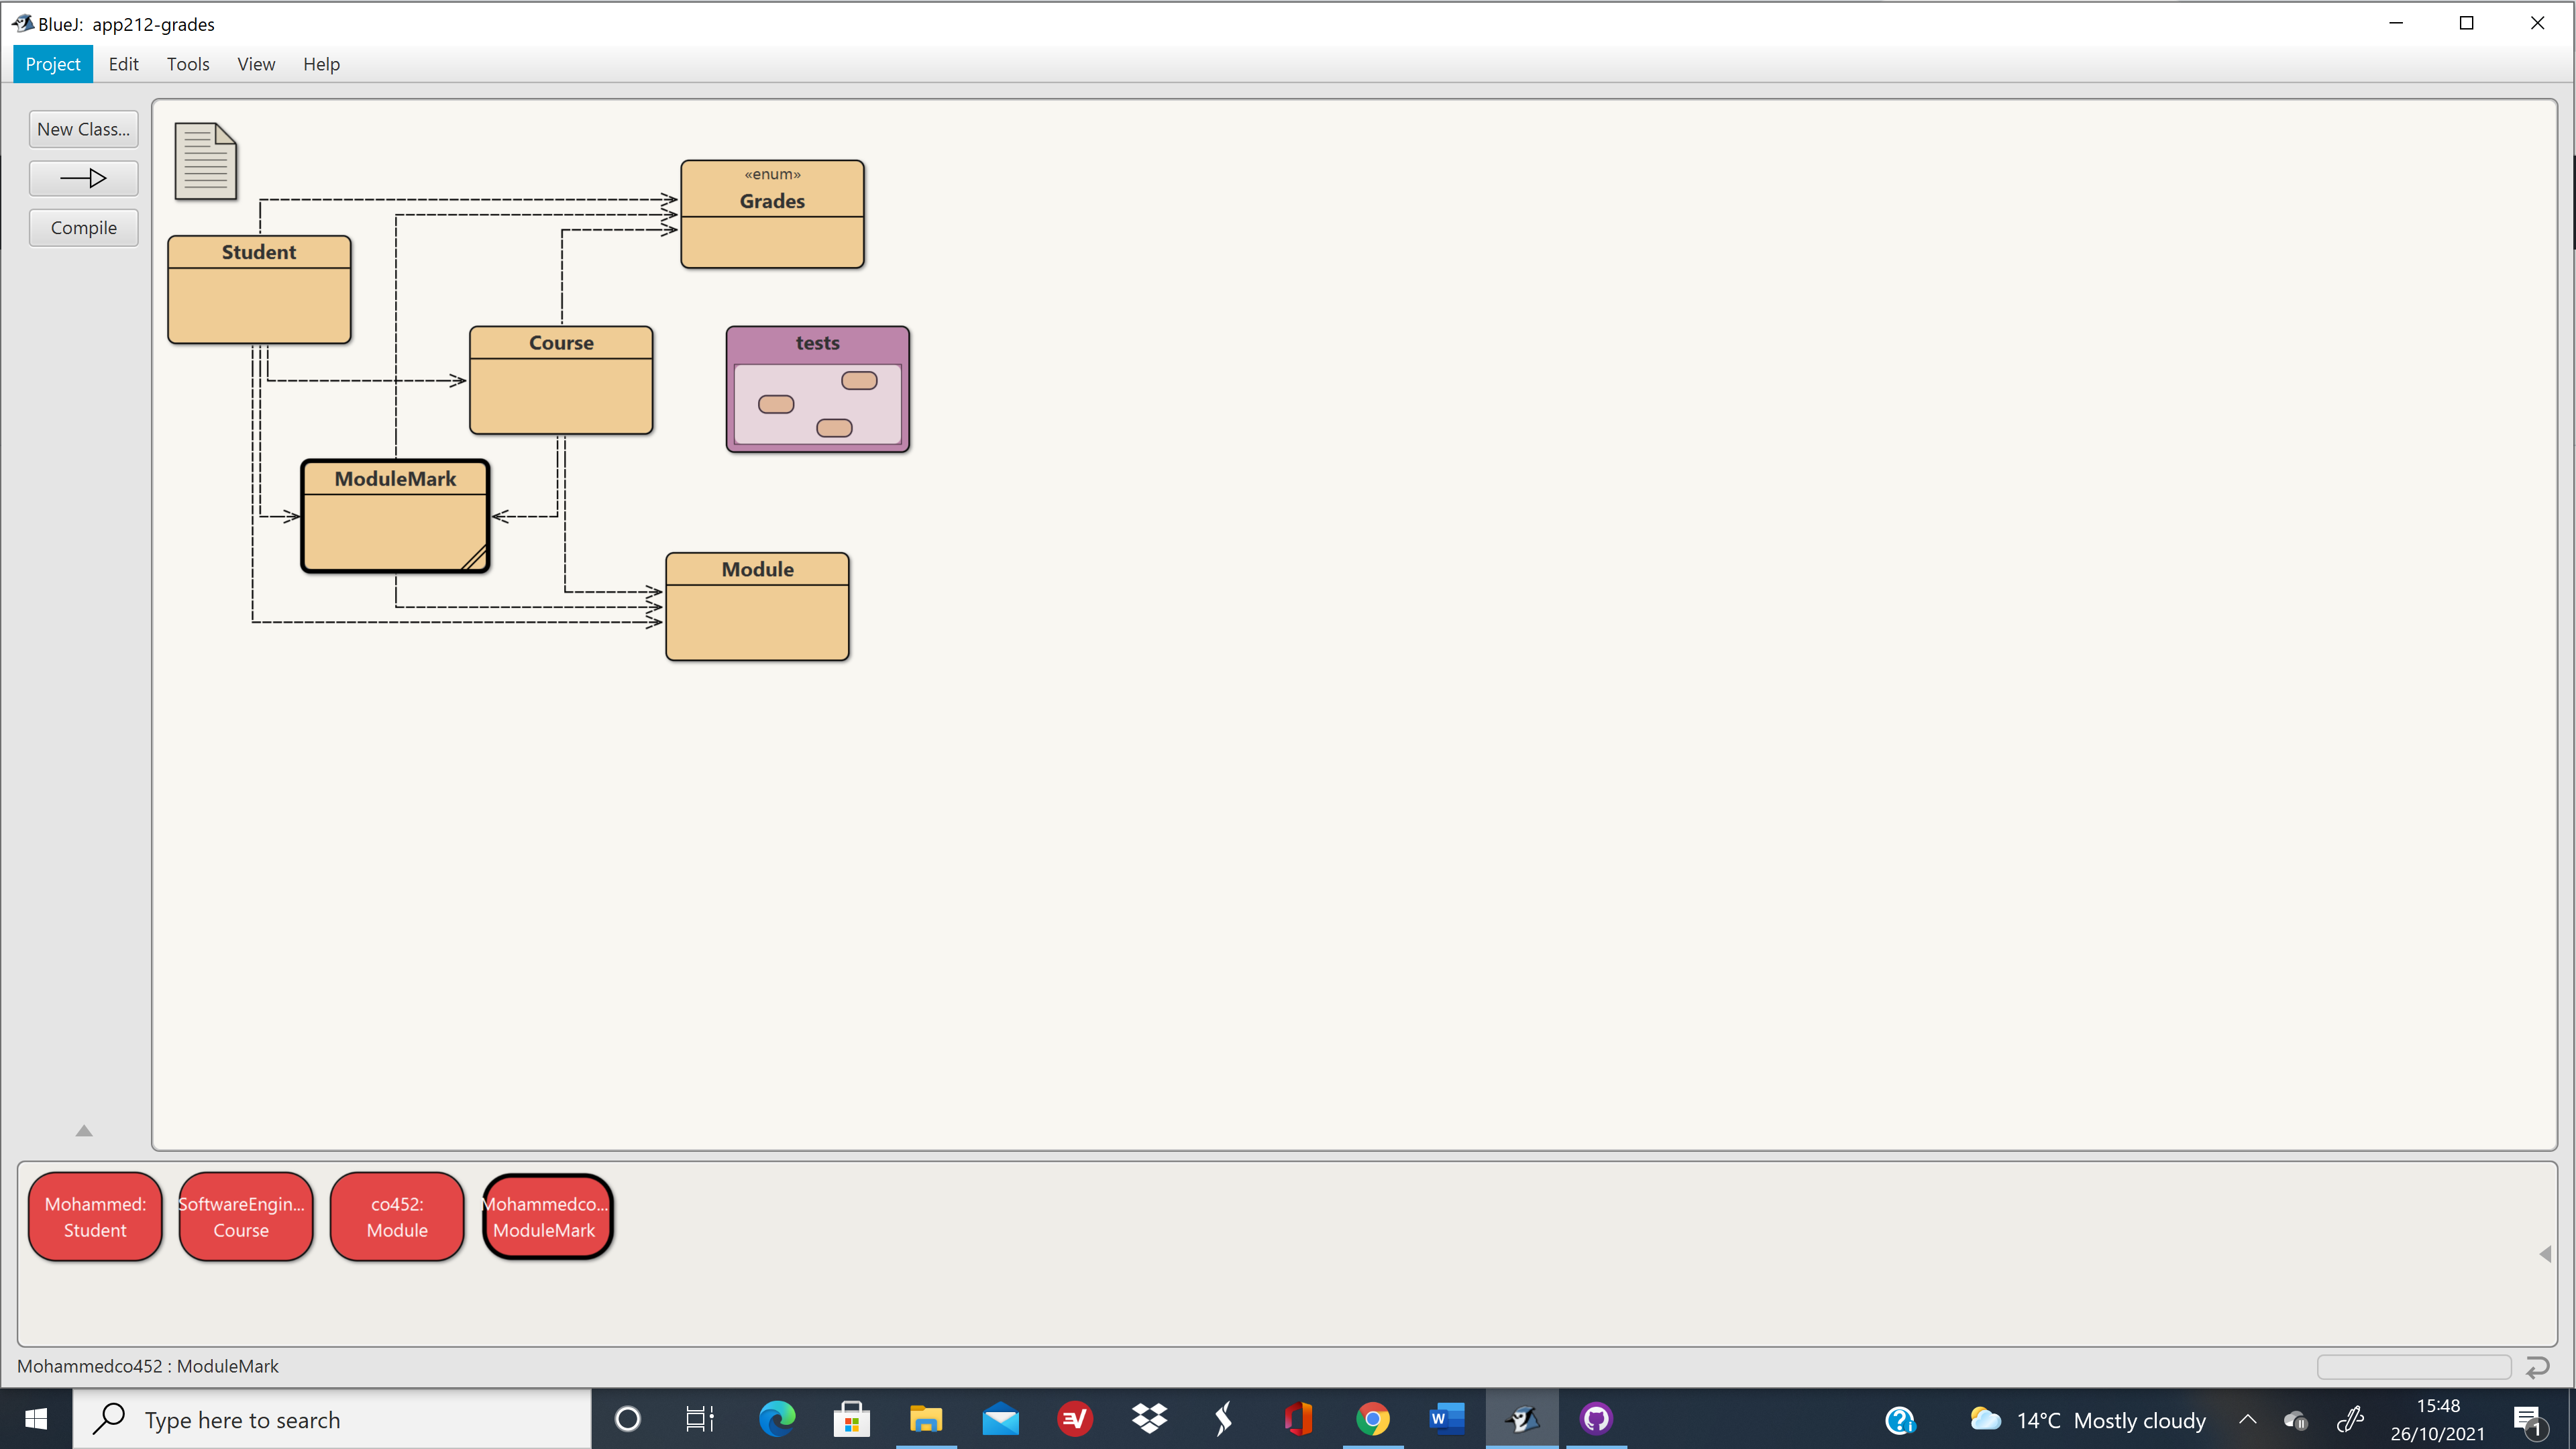 BlueJ: app212-grades
Project Edit Tools View Help
New Class...
Compile
«enum»
Grades
Student
Course
tests
ModuleMark
Module
Mohammed:
Student
SoftwareEngin...
Course
co452:
Module
Mohammedco...
ModuleMark
Mohammedco452 : ModuleMark
Type here to search
14°C Mostly cloudy
15:48
26/10/2021
1